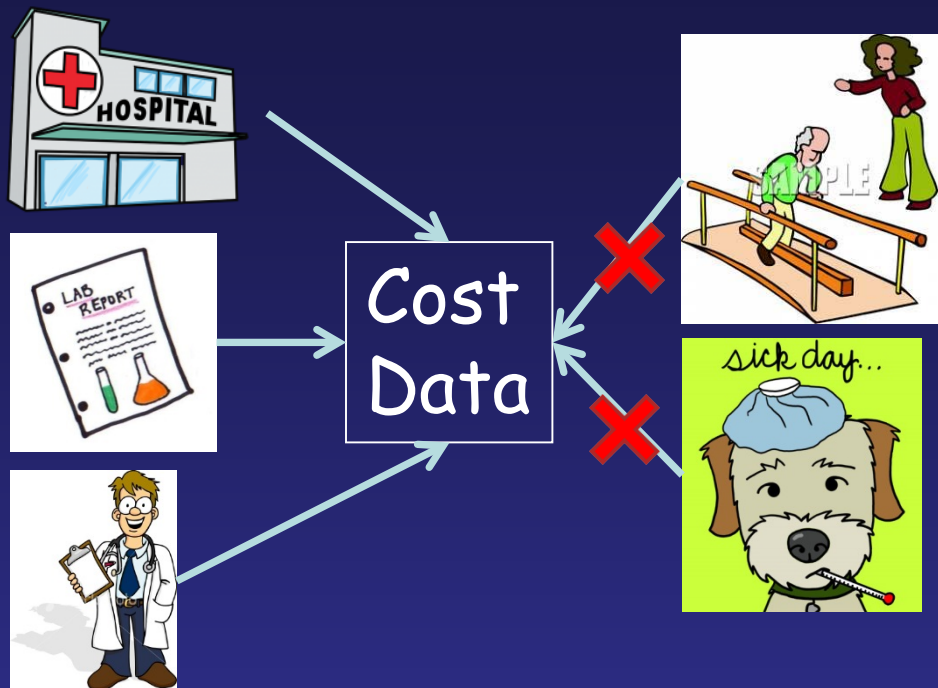 HOSPITAL
LAB
REPORT
Cost
Data
SAMPLE
sick day...